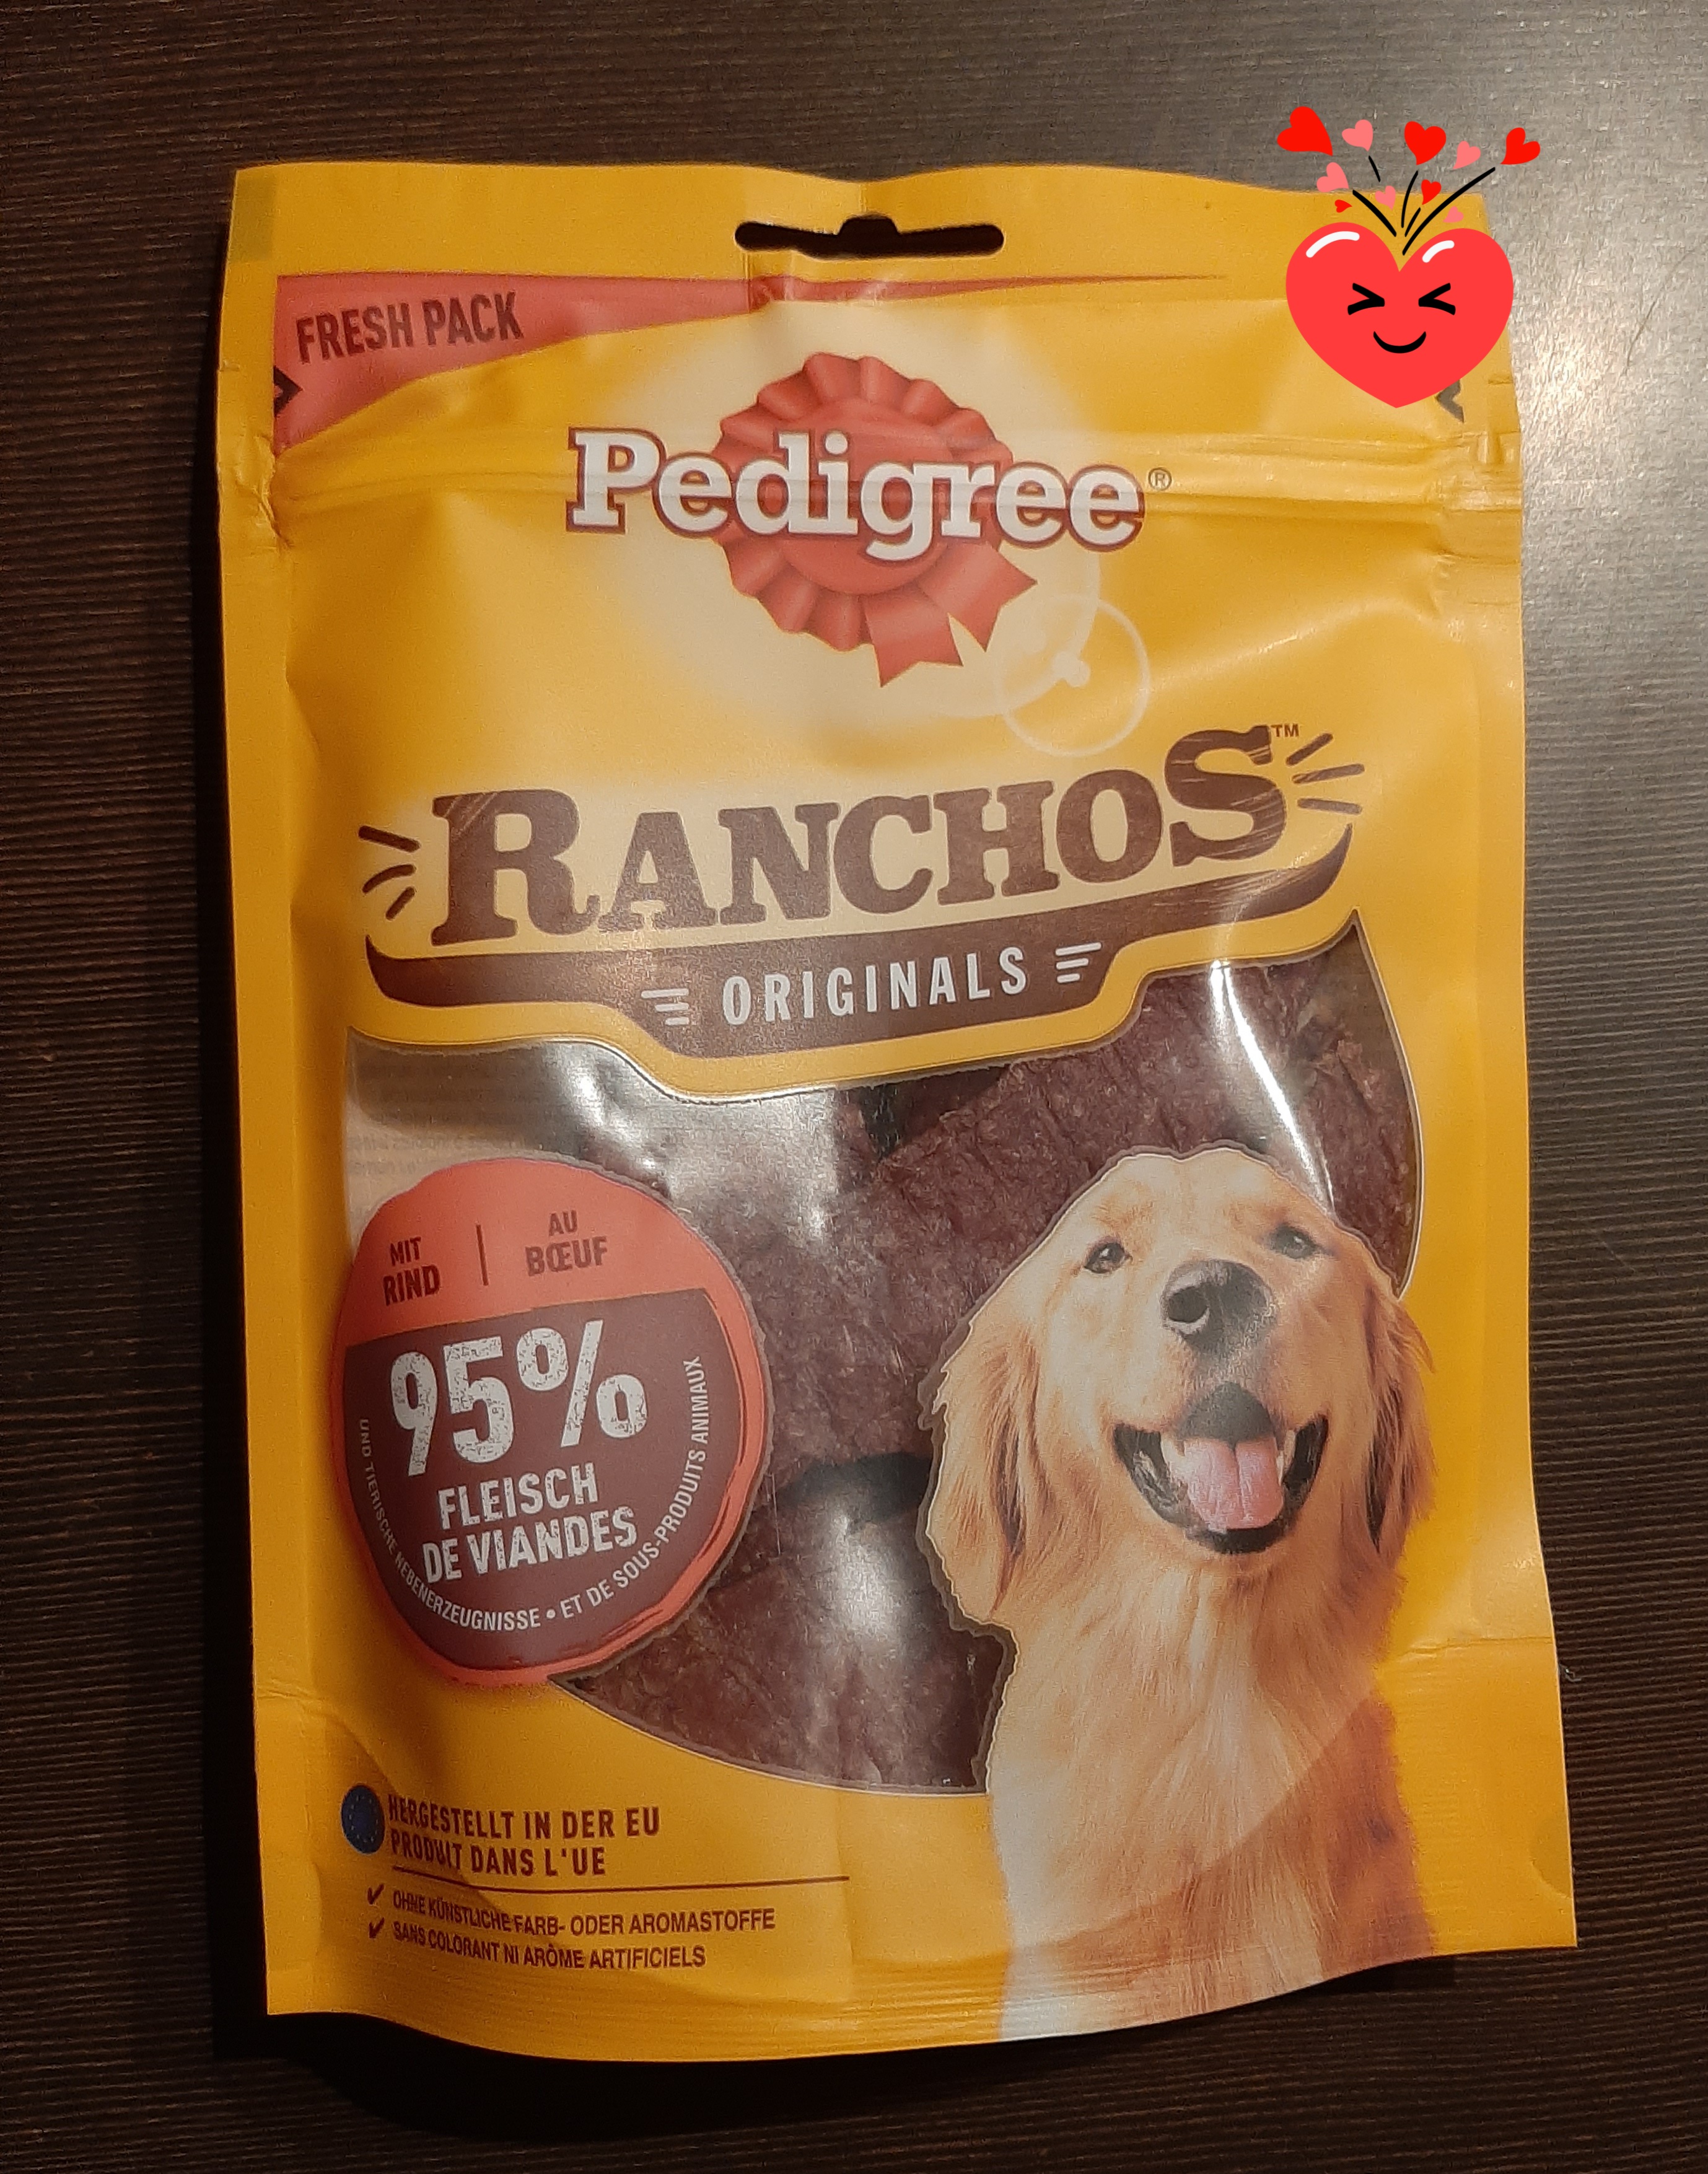 FRESH PACK
Pedigree®
RANCHOS™
ORIGINALS
MIT
RIND
AU
BŒUF
95%
FLEISCH
DE VIANDES
UND TIERISCHE NEBENERZEUGNISSE • ET DE SOUS-PRODUITS ANIMAUX
HERGESTELLT IN DER EU
PRODUIT DANS L'UE
✓ OHNE KÜNSTLICHE FARB- ODER AROMASTOFFE
✓ SANS COLORANT NI ARÔME ARTIFICIELS